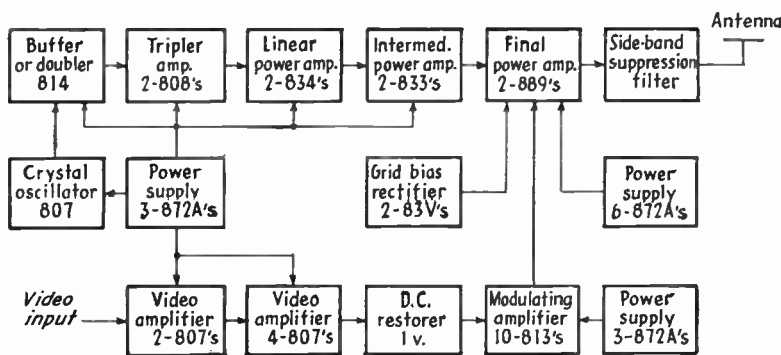 Antenna
Buffer
or doubler
814
Tripler
amp.
2-808's
Linear
power amp.
2-834's
Intermed.
power amp.
2-833's
Final
power amp.
2-889's
Side-band
suppression
filter
Crystal
oscillator
807
Power
supply
3-872A's
Grid bias
rectifier
2-83V's
Power
supply
6-872A's
Video
input
Video
amplifier
2-807's
Video
amplifier
4-807's
D.C.
restorer
1 v.
Modulating
amplifier
10-813's
Power
supply
3-872A's